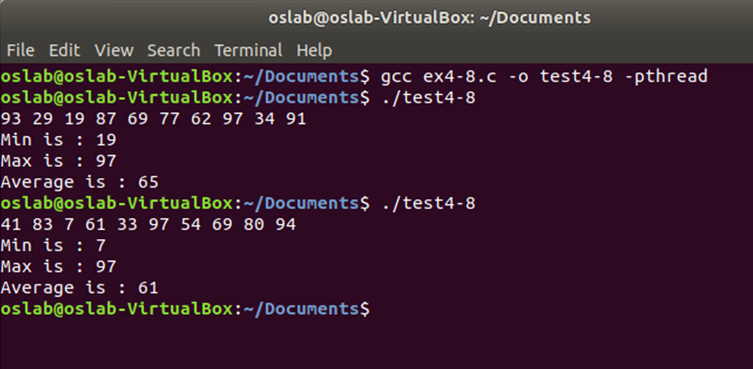 oslab@oslab-VirtualBox: ~/Documents
File Edit View Search Terminal Help
oslab@oslab-VirtualBox:~/Documents$ gcc ex4-8.c -o test4-8 -pthread
oslab@oslab-VirtualBox:~/Documents$ ./test4-8
93 29 19 87 69 77 62 97 34 91
Min is : 19
Max is : 97
Average is : 65
oslab@oslab-VirtualBox:~/Documents$ ./test4-8
41 83 7 61 33 97 54 69 80 94
Min is : 7
Max is : 97
Average is : 61
oslab@oslab-VirtualBox:~/Documents$